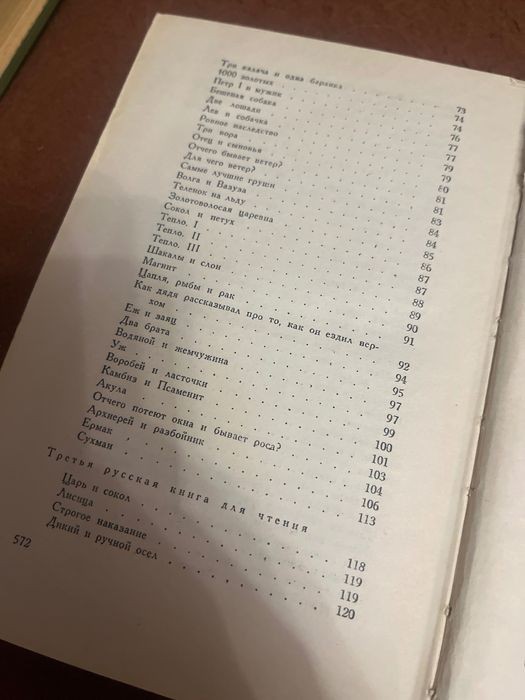 Три калача и одна баранка . . . . . . 73
1000 золотых . . . . . . 74
Петр I и мужик . . . . . . 74
Бешеная собака . . . . . . 76
Две лошади . . . . . . 77
Лев и собачка . . . . . . 77
Ровное наследство . . . . . . 79
Три вора . . . . . . 79
Отец и сыновья . . . . . . 80
Отчего бывает ветер? . . . . . . 81
Для чего ветер? . . . . . . 81
Самые лучшие груши . . . . . . 83
Волга и Вазуза . . . . . . 84
Теленок на льду . . . . . . 84
Золотоволосая царевна . . . . . . 85
Сокол и петух . . . . . . 86
Тепло. I . . . . . . 87
Тепло. II . . . . . . 87
Тепло. III . . . . . . 88
Шакалы и слон . . . . . . 89
Магнит . . . . . . 90
Цапля, рыбы и рак . . . . . . 91
Как дядя рассказывал про то, как он ездил вер-
хом . . . . . . 92
Еж и заяц . . . . . . 94
Два брата . . . . . . 95
Водяной и жемчужина . . . . . . 97
Уж . . . . . . 97
Воробей и ласточки . . . . . . 99
Камбиз и Псаменит . . . . . . 100
Акула . . . . . . 101
Отчего потеют окна и бывает роса? . . . . . . 103
Архиерей и разбойник . . . . . . 104
Ермак . . . . . . 106
Сухман . . . . . . 113
Третья русская книга для чтения
Царь и сокол . . . . . . 118
Лисица . . . . . . 119
Строгое наказание . . . . . . 119
Дикий и ручной осел . . . . . . 120
572